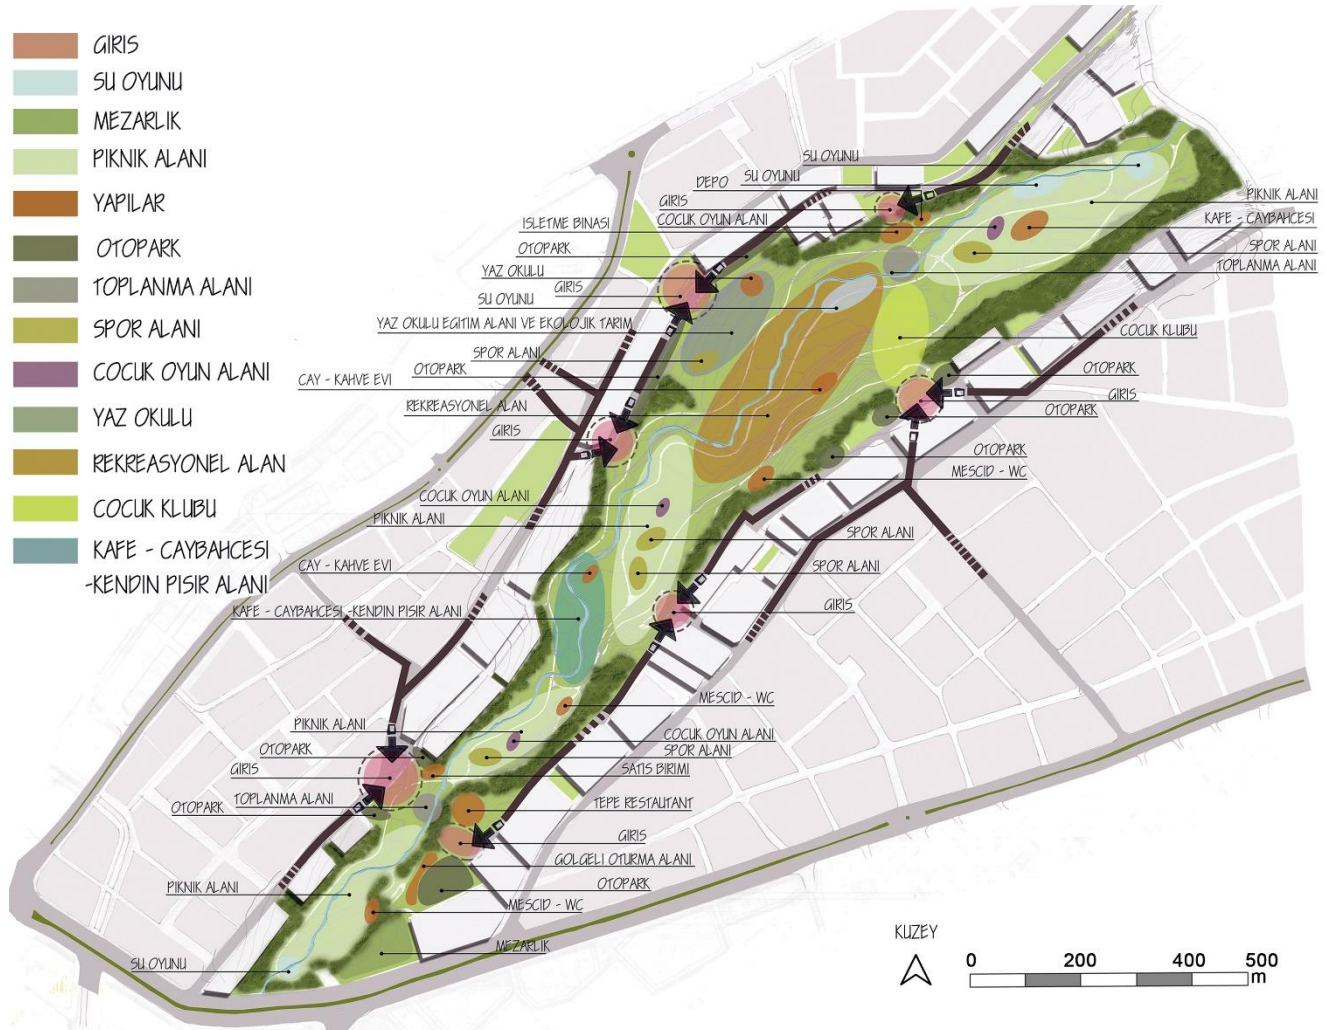 GIRIS
SU OYUNU
MEZARLIK
PIKNIK ALANI
YAPILAR
OTOPARK
TOPLANMA ALANI
SPOR ALANI
COCUK OYUN ALANI
YAZ OKULU
REKREASYONEL ALAN
COCUK KLUBU
KAFE - CAYBAHCESI
-KENDIN PISIR ALANI
SU OYUNU
SU OYUNU
DEPO
GIRIS
COCUK OYUN ALANI
ISLETME BINASI
OTOPARK
YAZ OKULU
GIRIS
SU OYUNU
YAZ OKULU EGITIM ALANI VE EKOLOJIK TARIM
SPOR ALANI
OTOPARK
CAY - KAHVE EVI
REKREASYONEL ALAN
GIRIS
COCUK OYUN ALANI
PIKNIK ALANI
CAY - KAHVE EVI
KAFE - CAYBAHCESI -KENDIN PISIR ALANI
PIKNIK ALANI
OTOPARK
GIRIS
TOPLANMA ALANI
OTOPARK
PIKNIK ALANI
SU OYUNU
PIKNIK ALANI
KAFE - CAYBAHCESI
SPOR ALANI
TOPLANMA ALANI
COCUK KLUBU
OTOPARK
GIRIS
OTOPARK
OTOPARK
MESCID - WC
SPOR ALANI
SPOR ALANI
GIRIS
MESCID - WC
COCUK OYUN ALANI
SPOR ALANI
SATIS BIRIMI
TEPE RESTAUTANT
GIRIS
GOLGELI OTURMA ALANI
OTOPARK
MESCID - WC
MEZARLIK
KUZEY
0 200 400 500
m